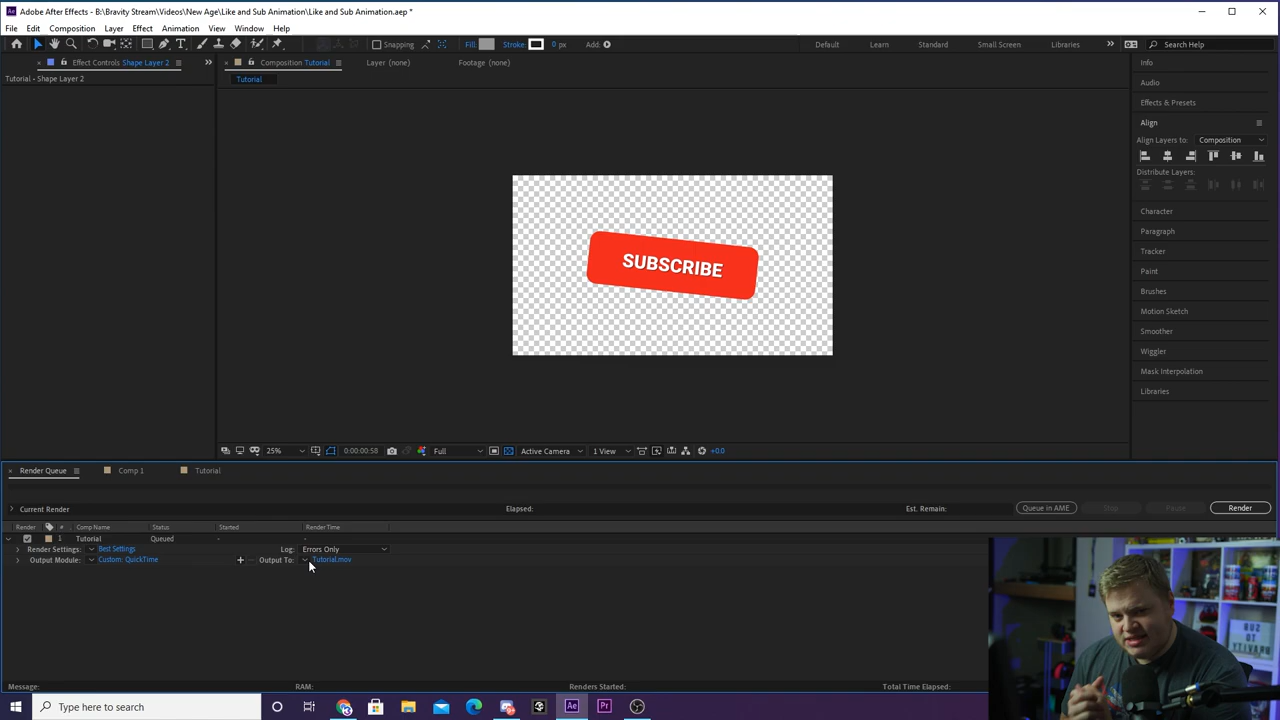 Adobe After Effects - B:\Bravity Stream\Videos\New Age\Like and Sub Animation\Like and Sub Animation.aep *
File Edit Composition Layer Effect Animation View Window Help
Snapping Fill: Stroke: 0 px Add: Default Learn Standard Small Screen Libraries Search Help
Effect Controls Shape Layer 2 Composition Tutorial Layer (none) Footage (none) Info
Tutorial - Shape Layer 2 Tutorial
Audio
Effects & Presets
Align
Align Layers to: Composition
Distribute Layers:
Character
Paragraph
Tracker
Paint
Brushes
Motion Sketch
Smoother
Wiggler
Mask Interpolation
Libraries
SUBSCRIBE
25% 0:00:00:58 Full Active Camera 1 View +0.0
Render Queue Comp 1 Tutorial
Current Render Elapsed: Est. Remain: Queue in AME Stop Pause Render
Render # Comp Name Status Started Render Time
1 Tutorial Queued - -
Render Settings: Best Settings Log: Errors Only
Output Module: Custom: QuickTime Output To: Tutorial.mov
Message: RAM: Renders Started: Total Time Elapsed:
Type here to search